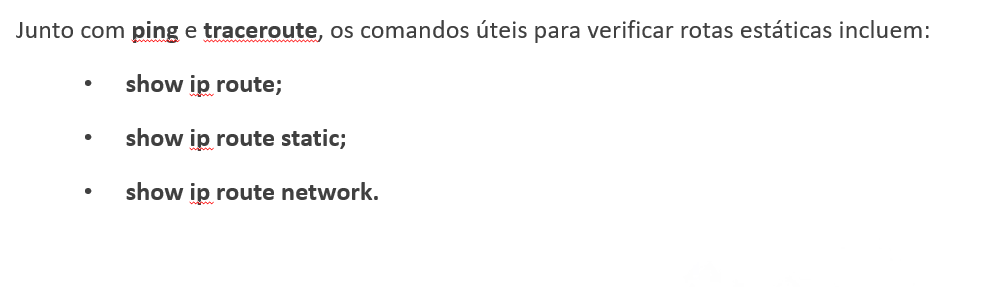 Junto com ping e traceroute, os comandos úteis para verificar rotas estáticas incluem:
• show ip route;
• show ip route static;
• show ip route network.